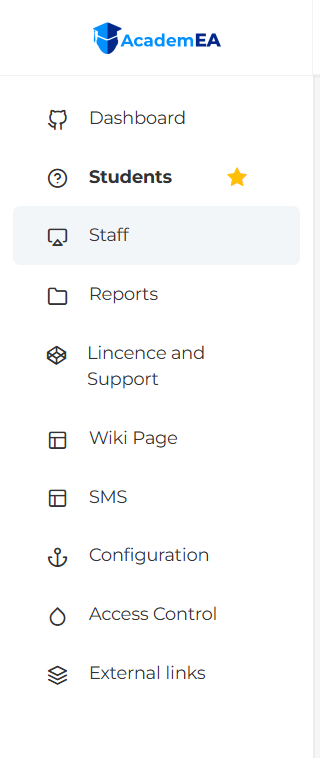 AcademEA
Dashboard
Students
Staff
Reports
Lincence and
Support
Wiki Page
SMS
Configuration
Access Control
External links